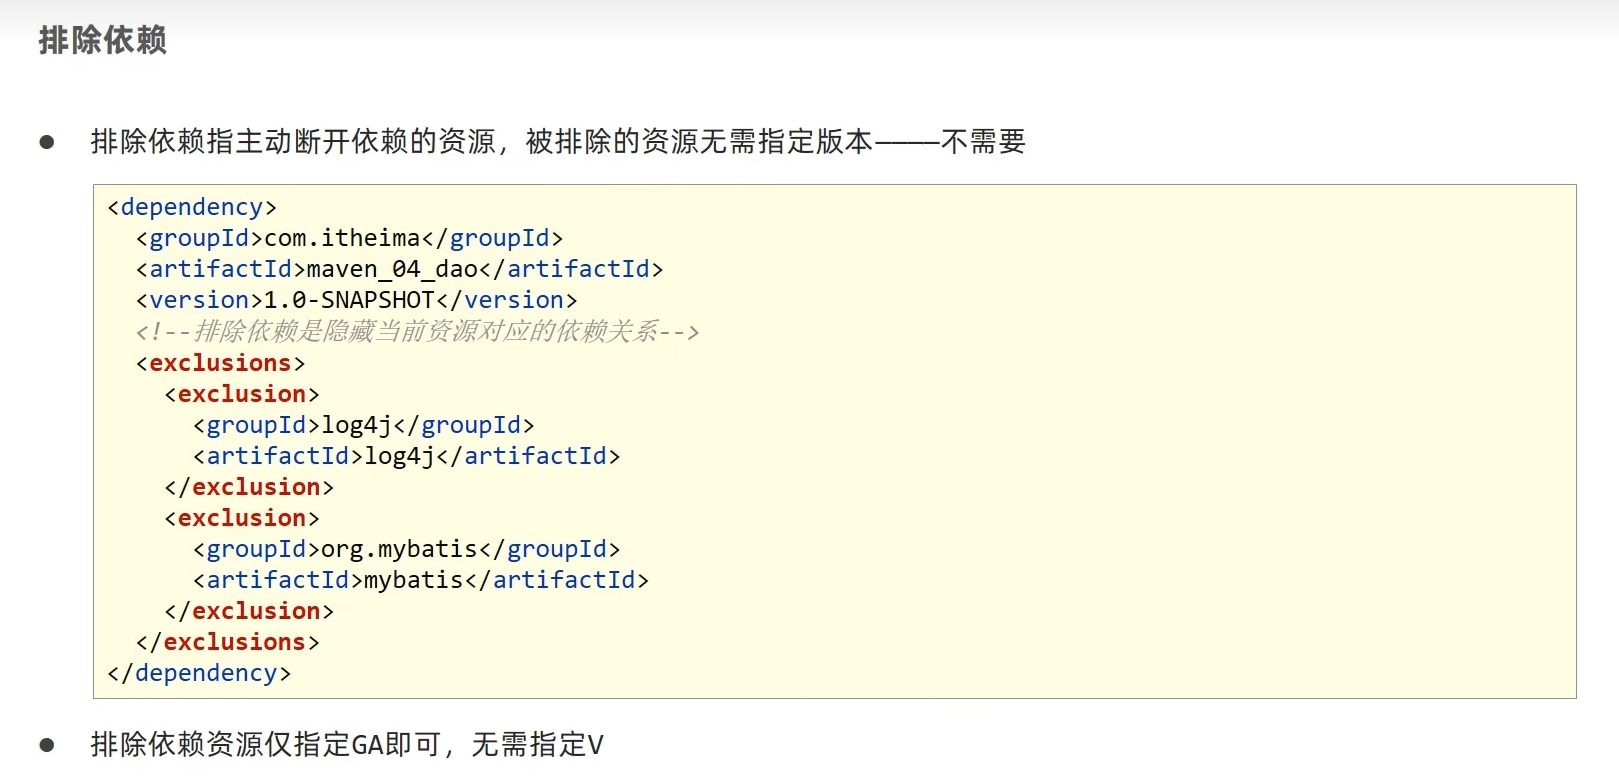 排除依赖
● 排除依赖指主动断开依赖的资源，被排除的资源无需指定版本————不需要
<dependency>
  <groupId>com.itheima</groupId>
  <artifactId>maven_04_dao</artifactId>
  <version>1.0-SNAPSHOT</version>
  <!--排除依赖是隐藏当前资源对应的依赖关系-->
  <exclusions>
    <exclusion>
      <groupId>log4j</groupId>
      <artifactId>log4j</artifactId>
    </exclusion>
    <exclusion>
      <groupId>org.mybatis</groupId>
      <artifactId>mybatis</artifactId>
    </exclusion>
  </exclusions>
</dependency>
● 排除依赖资源仅指定GA即可，无需指定V